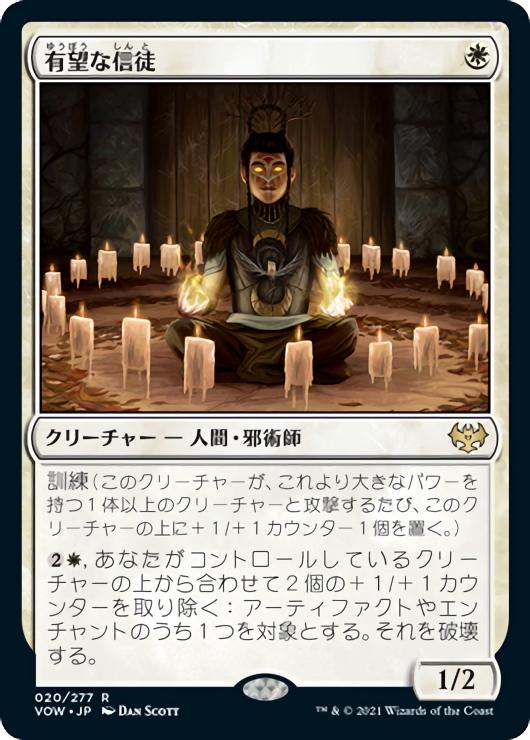 ゆうぼう しんと
有望な信徒
クリーチャー — 人間・邪術師
訓練(このクリーチャーが、これより大きなパワーを
持つ1体以上のクリーチャーと攻撃するたび、このク
リーチャーの上に+1/+1カウンター1個を置く。)
2, あなたがコントロールしているクリ
ーチャーの上から合わせて2個の+1/+1カウ
ンターを取り除く:アーティファクトやエン
チャントのうち1つを対象とする。それを破壊
する。
1/2
020/277 R
VOW • JP Dan Scott
™ & © 2021 Wizards of the Coast